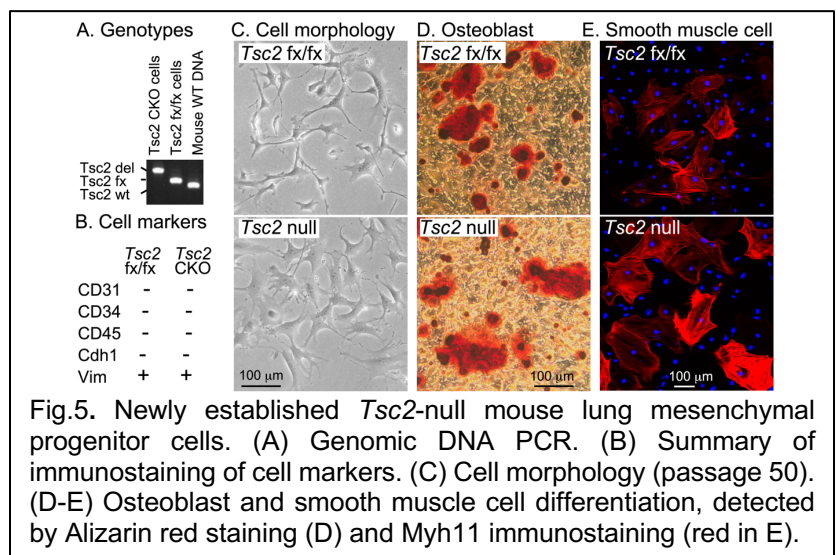 A. Genotypes
Tsc2 CKO cells
Tsc2 fx/fx cells
Mouse WT DNA
Tsc2 del
Tsc2 fx
Tsc2 wt
B. Cell markers
Tsc2 fx/fx
Tsc2 CKO
CD31 - -
CD34 - -
CD45 - -
Cdh1 - -
Vim + +
C. Cell morphology
Tsc2 fx/fx
Tsc2 null
100 μm
D. Osteoblast
Tsc2 fx/fx
Tsc2 null
100 μm
E. Smooth muscle cell
Tsc2 fx/fx
Tsc2 null
100 μm
Fig.5. Newly established Tsc2-null mouse lung mesenchymal
progenitor cells. (A) Genomic DNA PCR. (B) Summary of
immunostaining of cell markers. (C) Cell morphology (passage 50).
(D-E) Osteoblast and smooth muscle cell differentiation, detected
by Alizarin red staining (D) and Myh11 immunostaining (red in E).